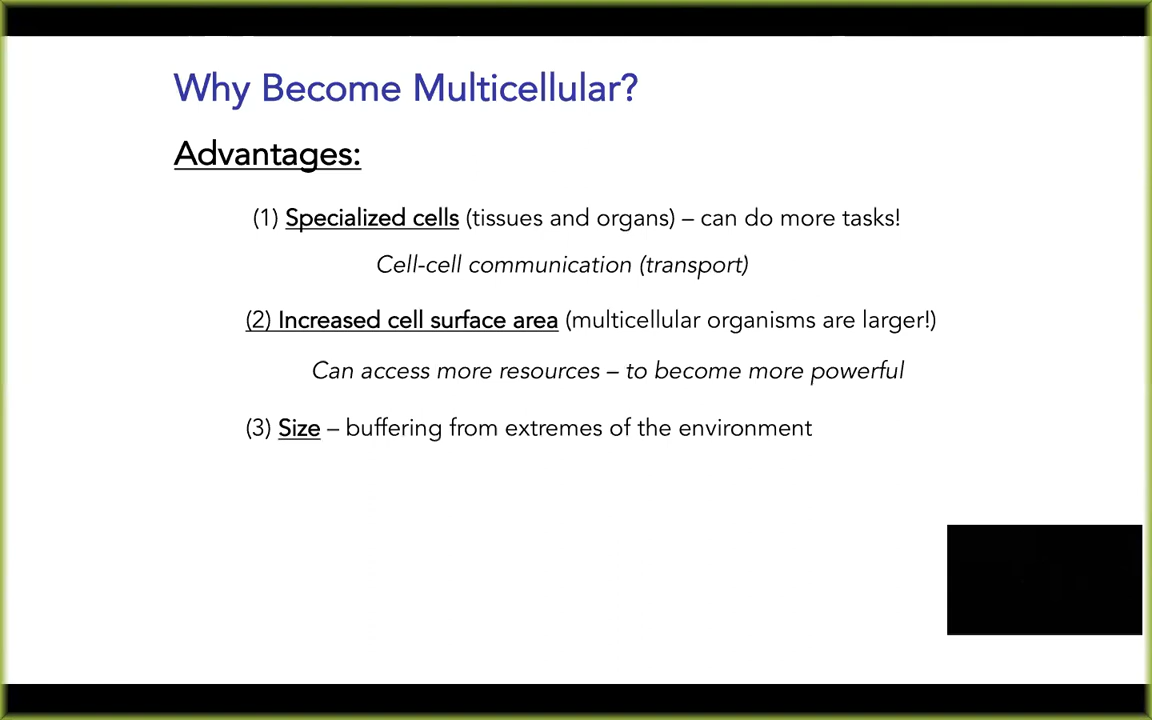 Why Become Multicellular?
Advantages:
(1) Specialized cells (tissues and organs) – can do more tasks!
Cell-cell communication (transport)
(2) Increased cell surface area (multicellular organisms are larger!)
Can access more resources – to become more powerful
(3) Size – buffering from extremes of the environment